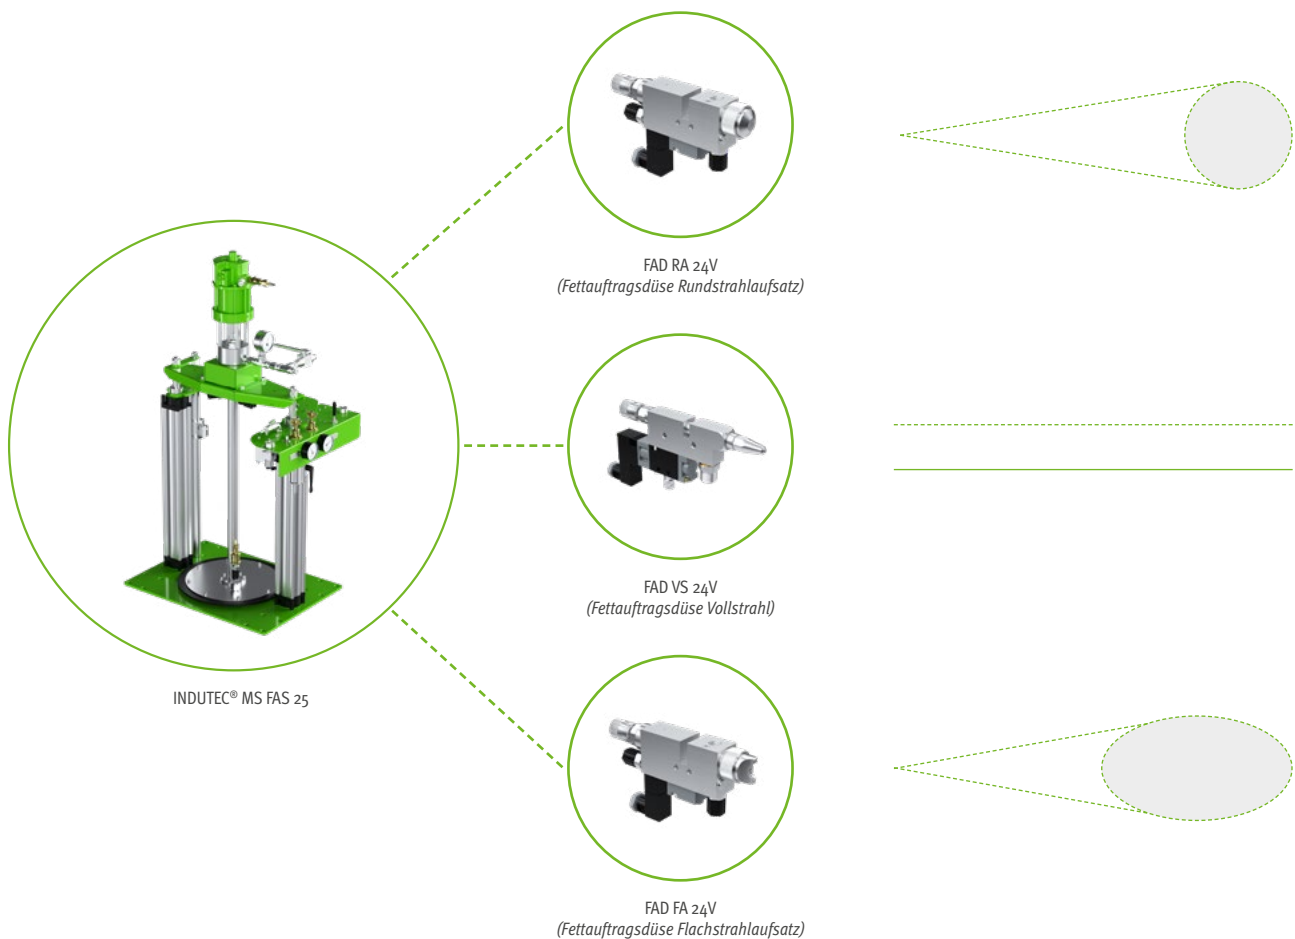 FAD RA 24V
(Fettauftragsdüse Rundstrahlaufsatz)
FAD VS 24V
(Fettauftragsdüse Vollstrahl)
INDUTEC® MS FAS 25
FAD FA 24V
(Fettauftragsdüse Flachstrahlaufsatz)